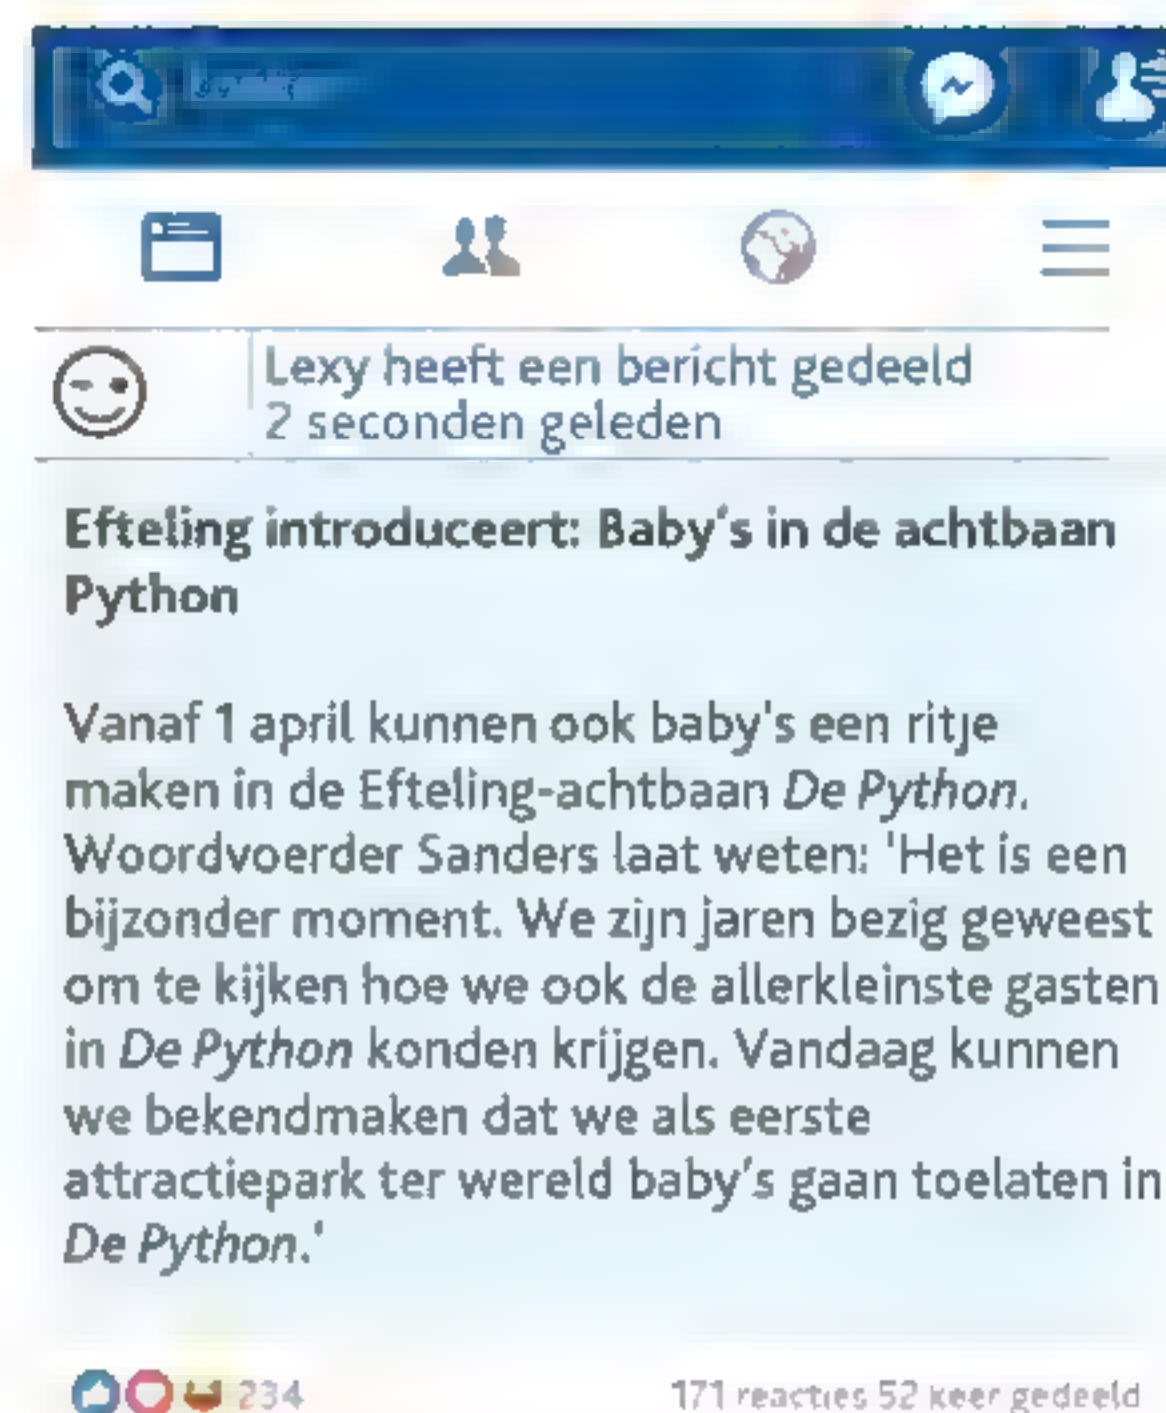 Lexy heeft een bericht gedeeld
2 seconden geleden
Efteling introduceert: Baby's in de achtbaan
Python
Vanaf 1 april kunnen ook baby's een ritje
maken in de Efteling-achtbaan De Python.
Woordvoerder Sanders laat weten: 'Het is een
bijzonder moment. We zijn jaren bezig geweest
om te kijken hoe we ook de allerkleinste gasten
in De Python konden krijgen. Vandaag kunnen
we bekendmaken dat we als eerste
attractiepark ter wereld baby's gaan toelaten in
De Python.'
234 171 reacties 52 keer gedeeld